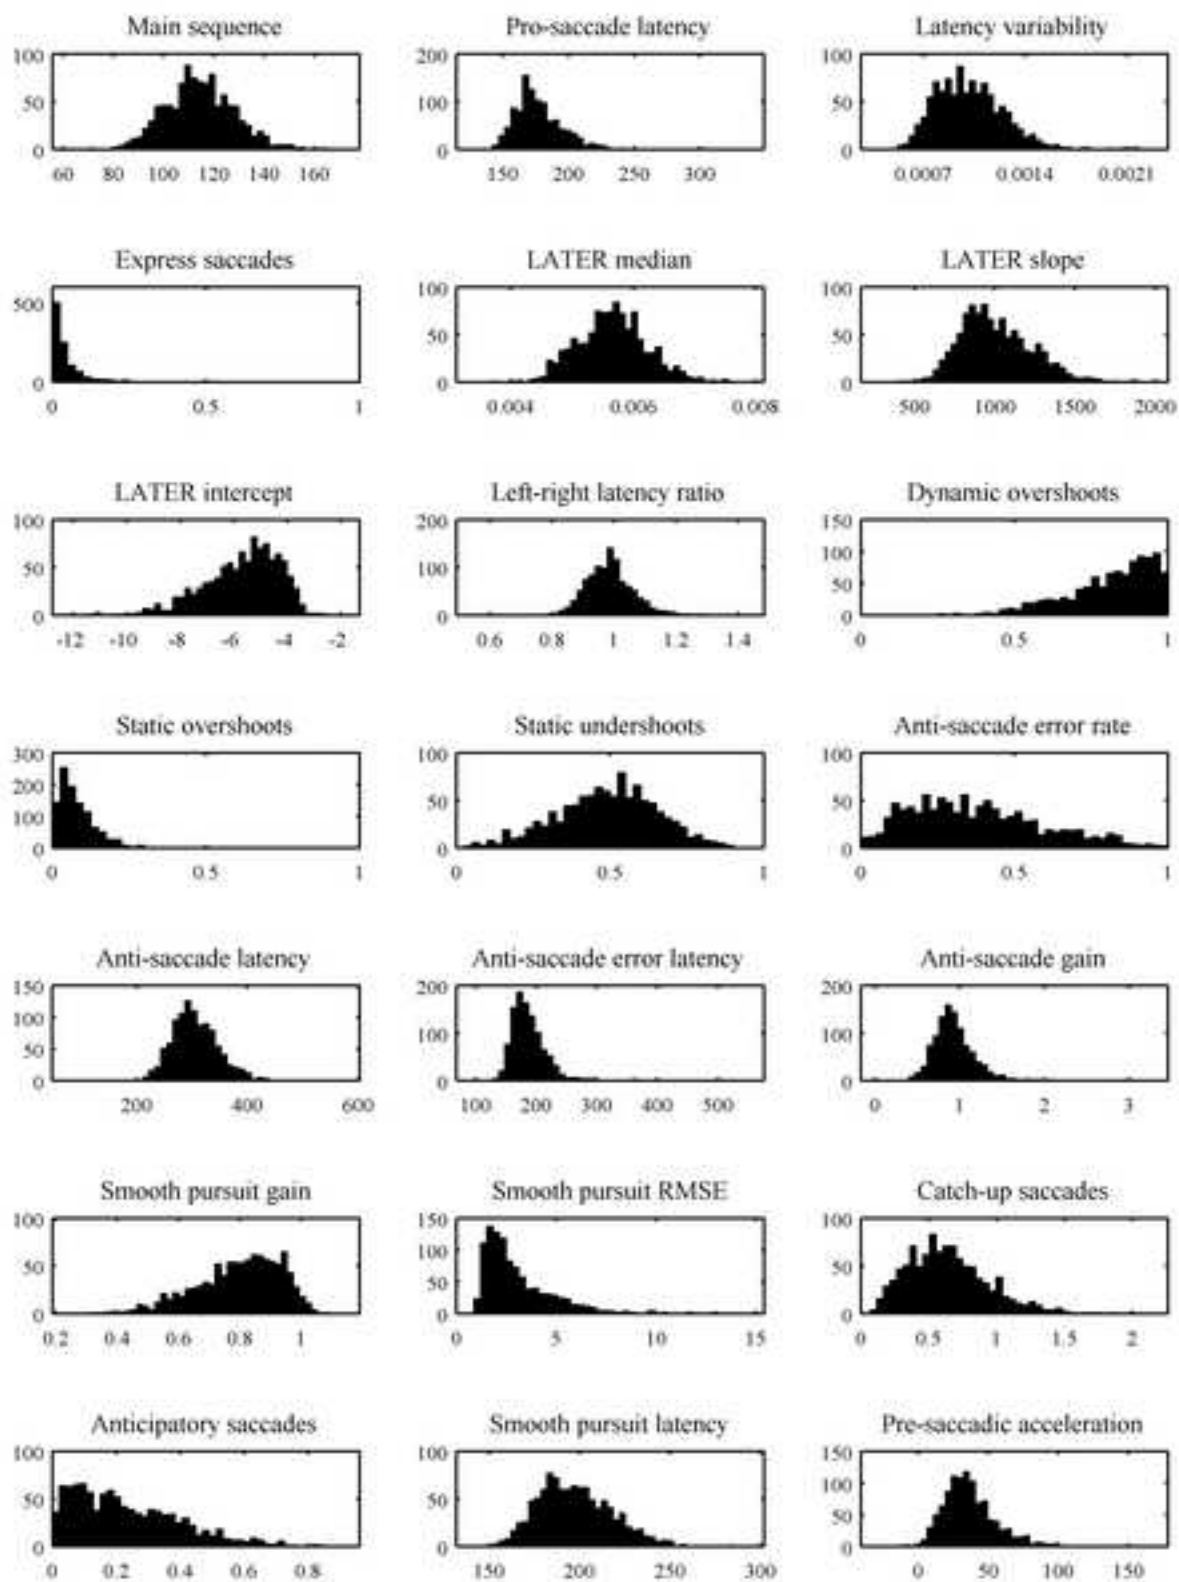 Main sequence
Pro-saccade latency
Latency variability
100
50
0
60 80 100 120 140 160
200
100
0
150 200 250 300
100
50
0
0.0007 0.0014 0.0021
Express saccades
LATER median
LATER slope
500
0
0 0.5 1
100
50
0
0.004 0.006 0.008
100
50
0
500 1000 1500 2000
LATER intercept
Left-right latency ratio
Dynamic overshoots
100
50
0
-12 -10 -8 -6 -4 -2
200
100
0
0.6 0.8 1 1.2 1.4
150
100
50
0
0 0.5 1
Static overshoots
Static undershoots
Anti-saccade error rate
300
200
100
0
0 0.5 1
100
50
0
0 0.5 1
100
50
0
0 0.5 1
Anti-saccade latency
Anti-saccade error latency
Anti-saccade gain
150
100
50
0
200 400 600
200
100
0
100 200 300 400 500
200
100
0
0 1 2 3
Smooth pursuit gain
Smooth pursuit RMSE
Catch-up saccades
100
50
0
0.2 0.4 0.6 0.8 1
150
100
50
0
0 5 10 15
100
50
0
0 0.5 1 1.5 2
Anticipatory saccades
Smooth pursuit latency
Pre-saccadic acceleration
100
50
0
0 0.2 0.4 0.6 0.8
100
50
0
150 200 250 300
150
100
50
0
0 50 100 150